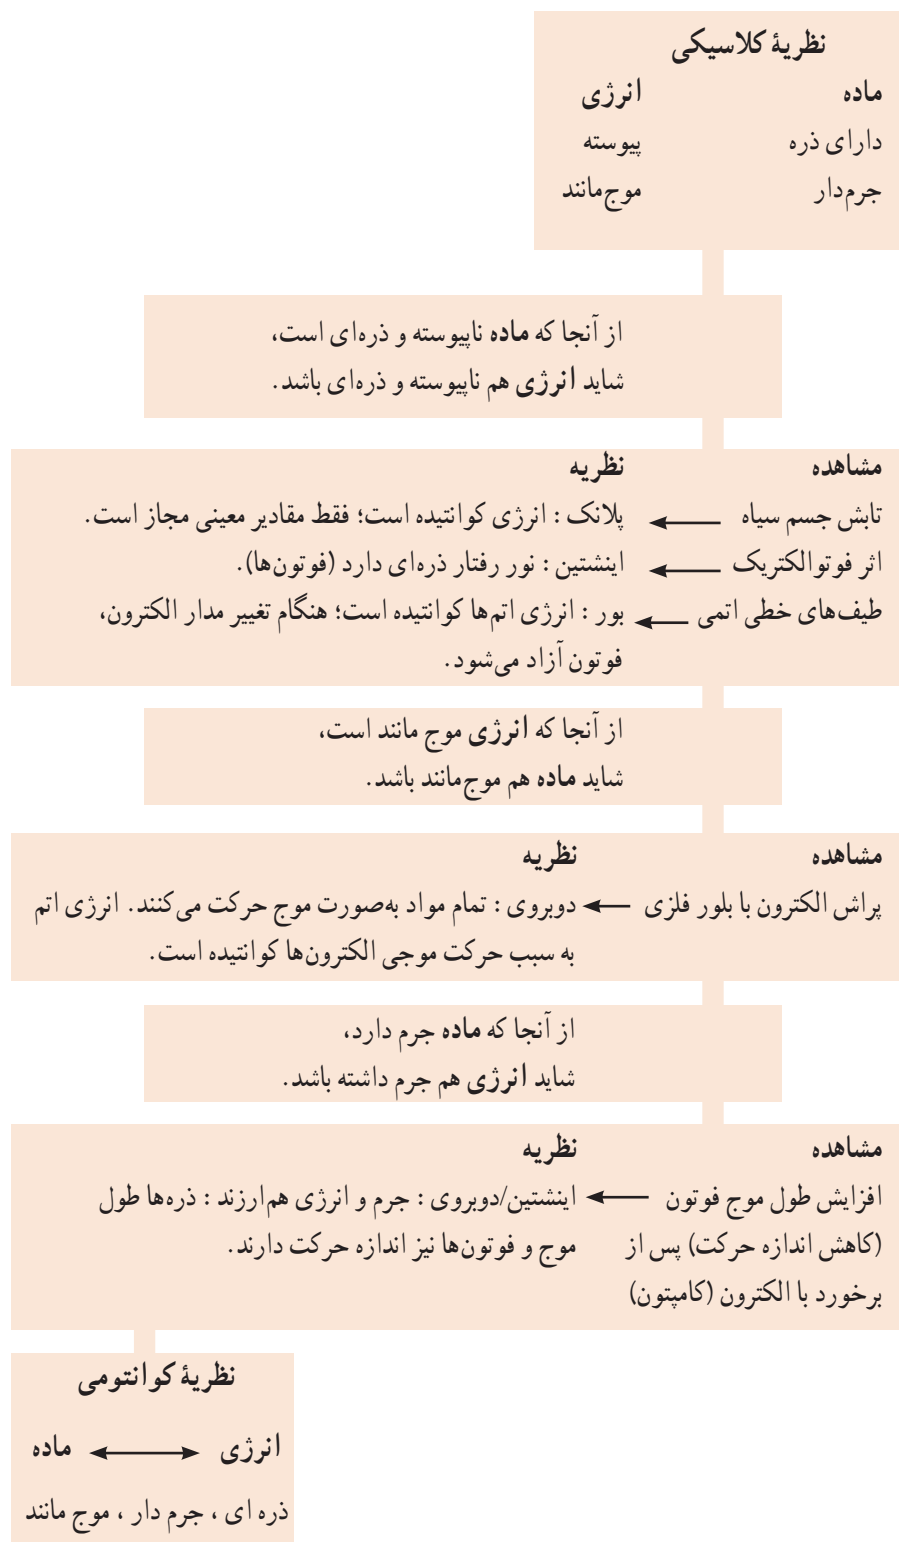 نظریهٔ کلاسیکی
ماده انرژی
دارای ذره پیوسته
جرم‌دار موج‌مانند
از آنجا که ماده ناپیوسته و ذره‌ای است،
شاید انرژی هم ناپیوسته و ذره‌ای باشد.
مشاهده نظریه
تابش جسم سیاه ← پلانک : انرژی کوانتیده است؛ فقط مقادیر معینی مجاز است.
اثر فوتوالکتریک ← اینشتین : نور رفتار ذره‌ای دارد (فوتون‌ها).
طیف‌های خطی اتمی ← بور : انرژی اتم‌ها کوانتیده است؛ هنگام تغییر مدار الکترون،
فوتون آزاد می‌شود.
از آنجا که انرژی موج مانند است،
شاید ماده هم موج‌مانند باشد.
مشاهده نظریه
پراش الکترون با بلور فلزی ← دوبروی : تمام مواد به‌صورت موج حرکت می‌کنند. انرژی اتم
به سبب حرکت موجی الکترون‌ها کوانتیده است.
از آنجا که ماده جرم دارد،
شاید انرژی هم جرم داشته باشد.
مشاهده نظریه
افزایش طول موج فوتون ← اینشتین/دوبروی : جرم و انرژی هم‌ارزند : ذره‌ها طول
(کاهش اندازه حرکت) پس از موج و فوتون‌ها نیز اندازه حرکت دارند.
برخورد با الکترون (کامپتون)
نظریهٔ کوانتومی
انرژی ↔ ماده
ذره ای ، جرم دار ، موج مانند